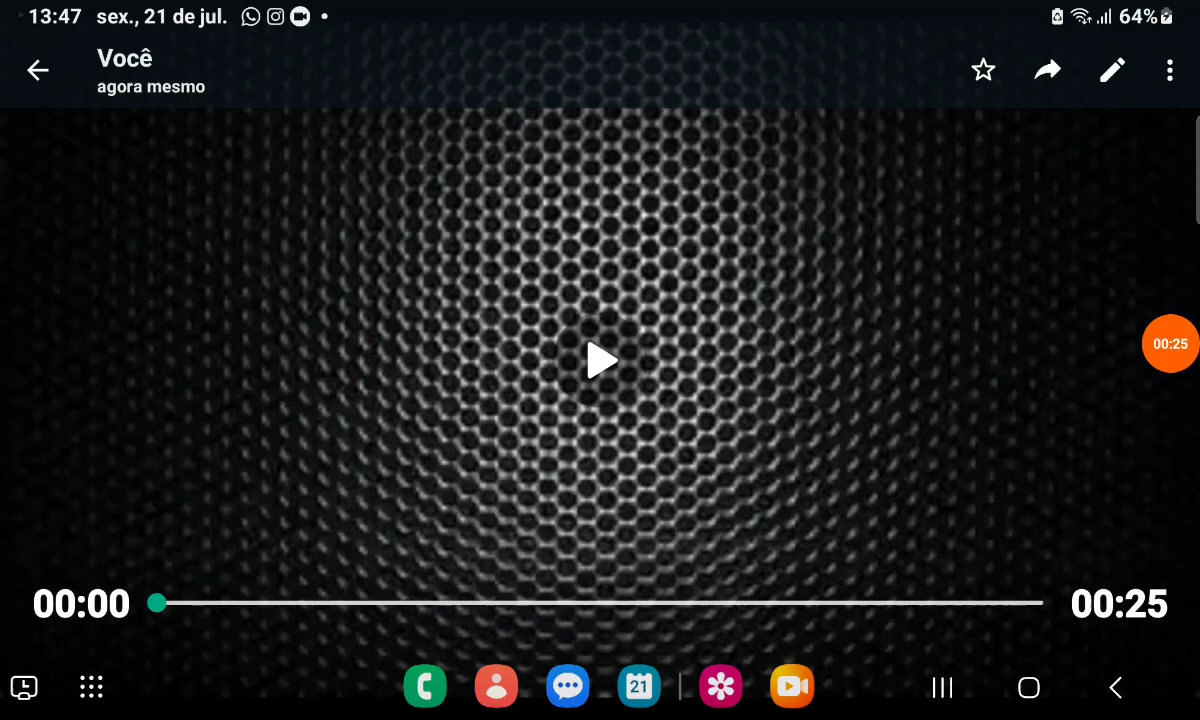 13:47 sex., 21 de jul. 64%
Você
agora mesmo
00:25
00:00 00:25
21